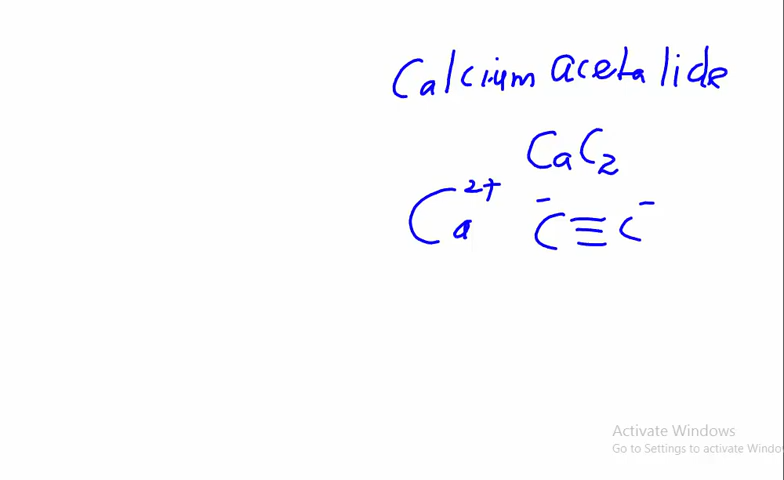 Calcium acetalide
CaC₂
Ca²⁺ ⁻C≡C⁻
Activate Windows
Go to Settings to activate Windo